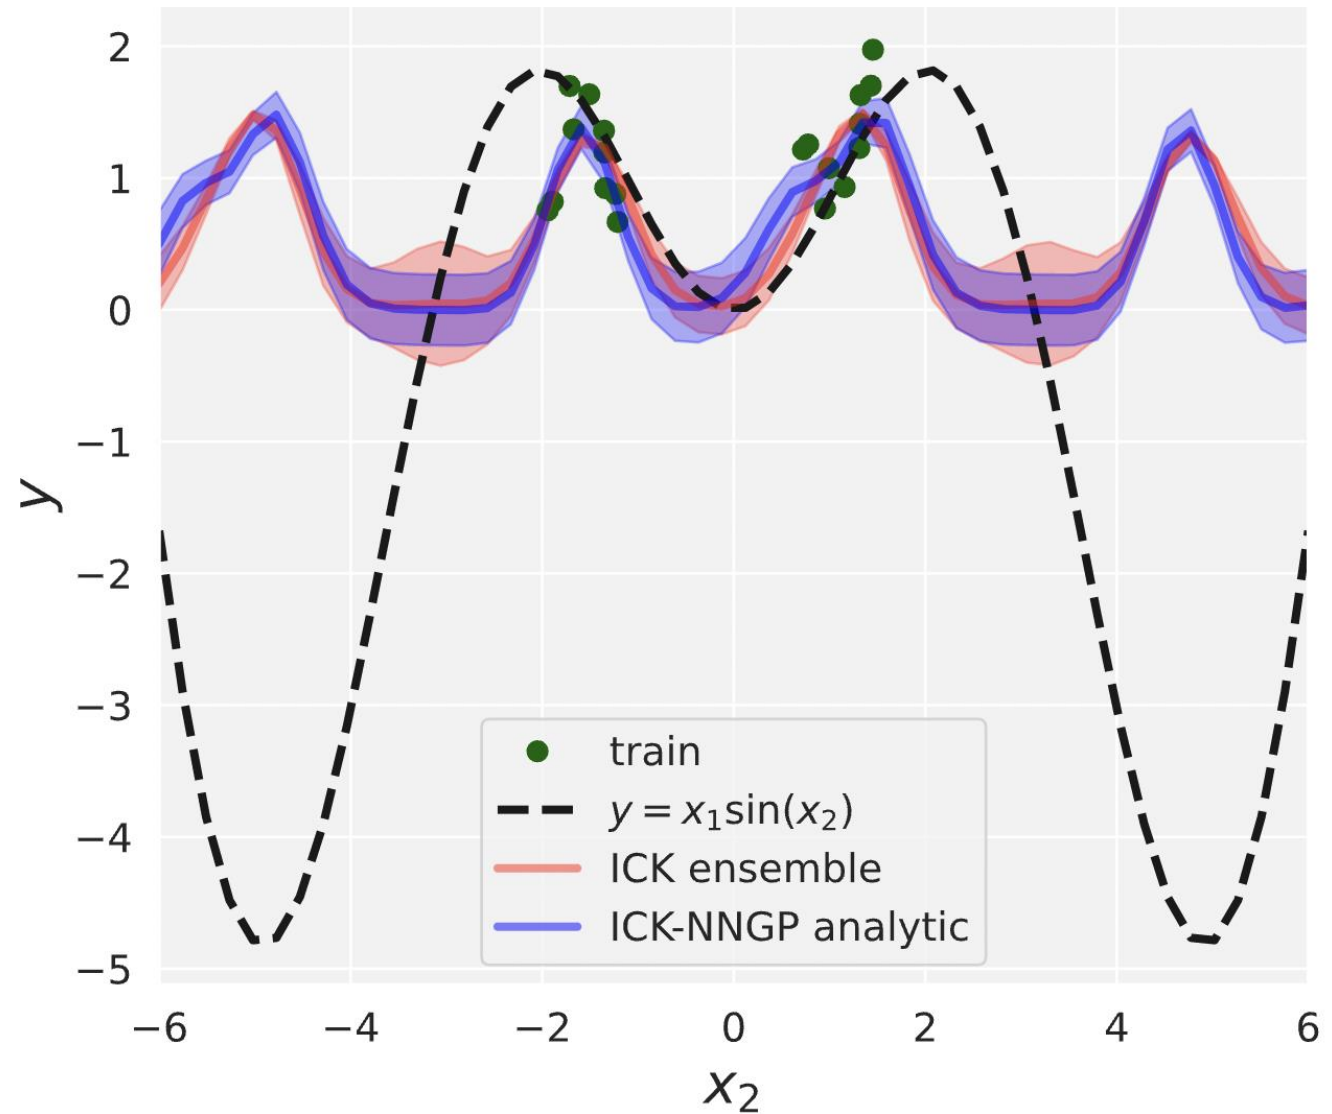 2
1
0
−1
−2
−3
−4
−5
y
train
y = x₁sin(x₂)
ICK ensemble
ICK-NNGP analytic
−6 −4 −2 0 2 4 6
x₂